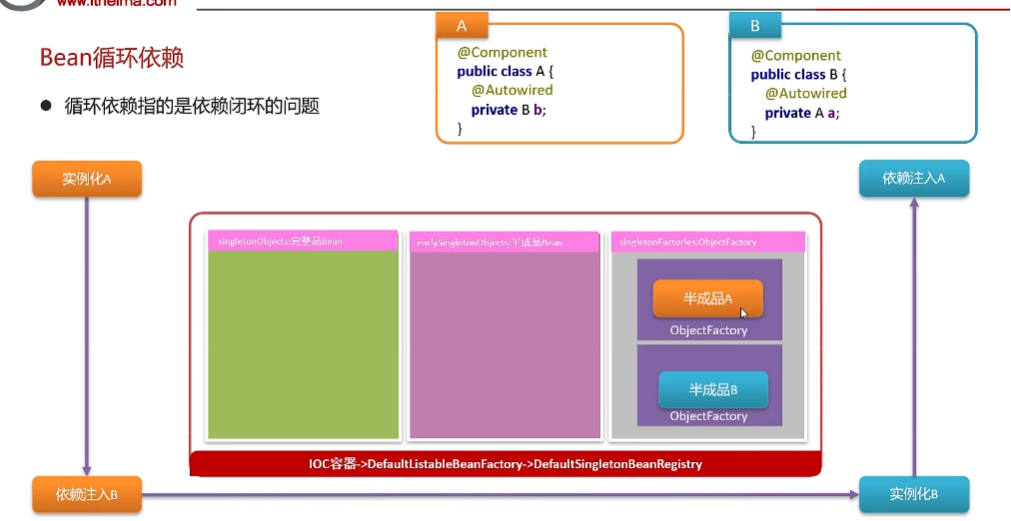 www.itheima.com
Bean循环依赖
● 循环依赖指的是依赖闭环的问题
A
@Component
public class A {
@Autowired
private B b;
}
B
@Component
public class B {
@Autowired
private A a;
}
实例化A
依赖注入A
singletonObjects:完整品Bean
earlySingletonObjects:半成品Bean
singletonFactories:ObjectFactory
半成品A
ObjectFactory
半成品B
ObjectFactory
IOC容器->DefaultListableBeanFactory->DefaultSingletonBeanRegistry
依赖注入B
实例化B